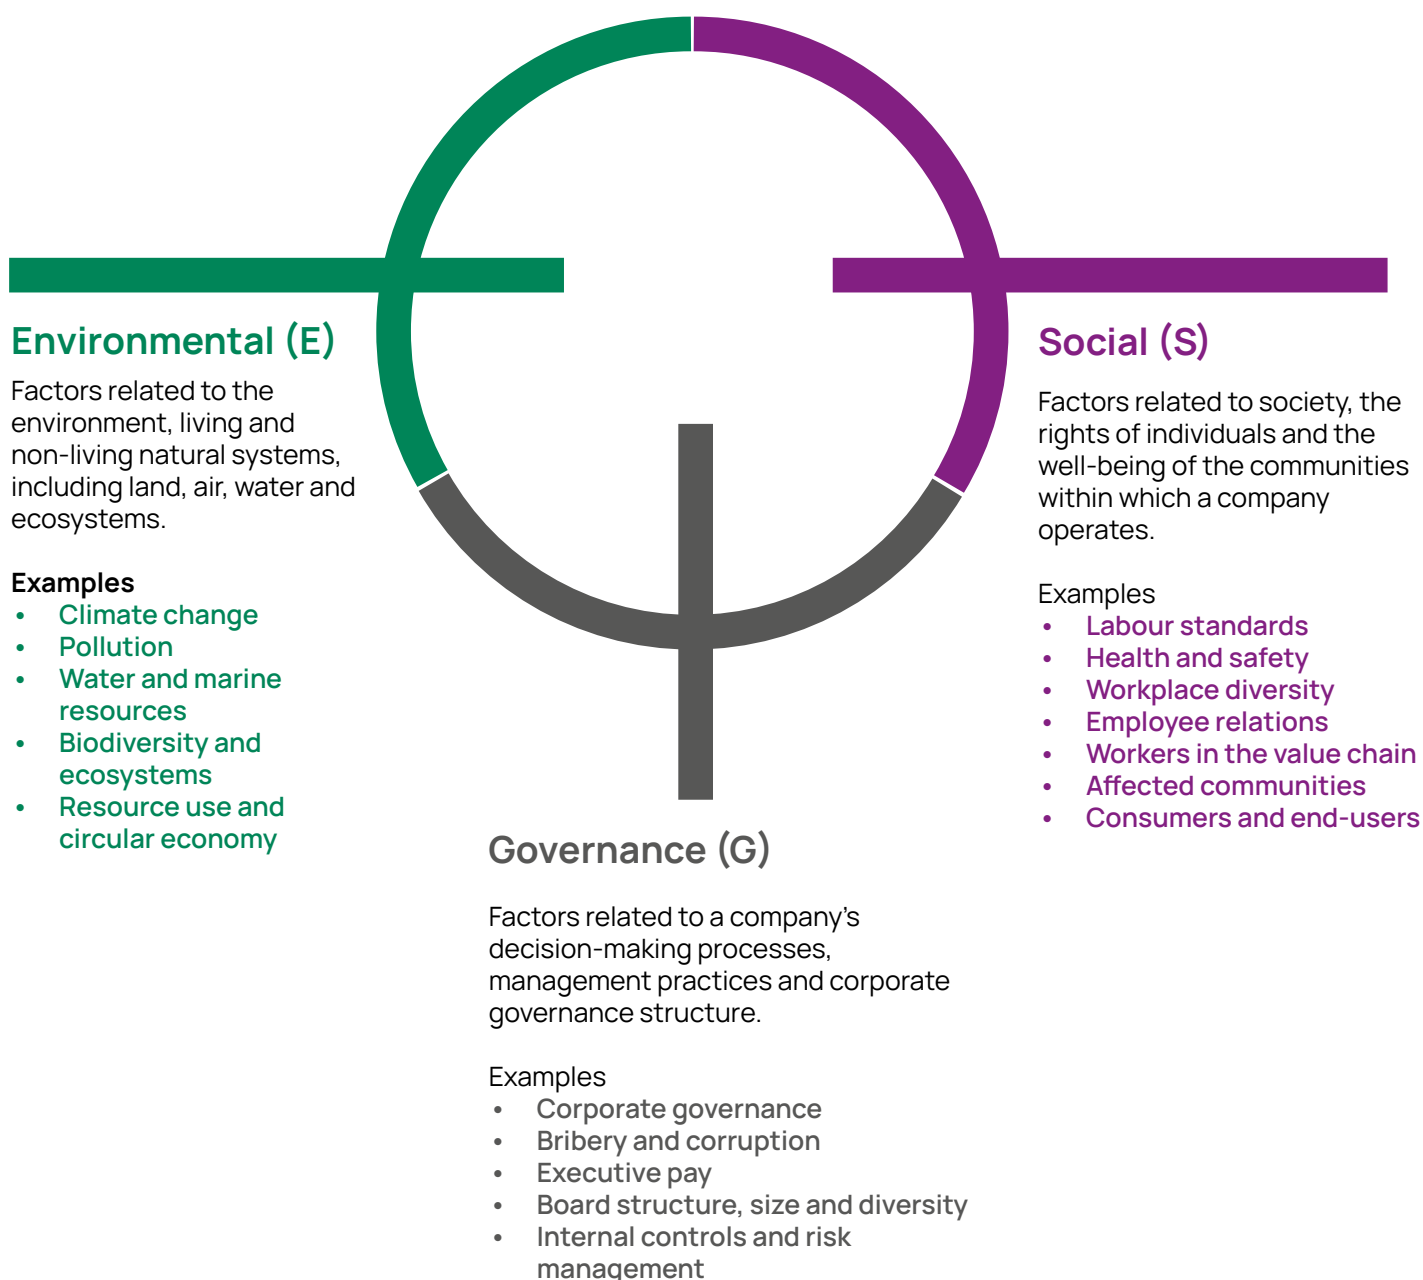 Environmental (E)
Factors related to the
environment, living and
non-living natural systems,
including land, air, water and
ecosystems.
Examples
• Climate change
• Pollution
• Water and marine
resources
• Biodiversity and
ecosystems
• Resource use and
circular economy
Social (S)
Factors related to society, the
rights of individuals and the
well-being of the communities
within which a company
operates.
Examples
• Labour standards
• Health and safety
• Workplace diversity
• Employee relations
• Workers in the value chain
• Affected communities
• Consumers and end-users
Governance (G)
Factors related to a company’s
decision-making processes,
management practices and corporate
governance structure.
Examples
• Corporate governance
• Bribery and corruption
• Executive pay
• Board structure, size and diversity
• Internal controls and risk
management